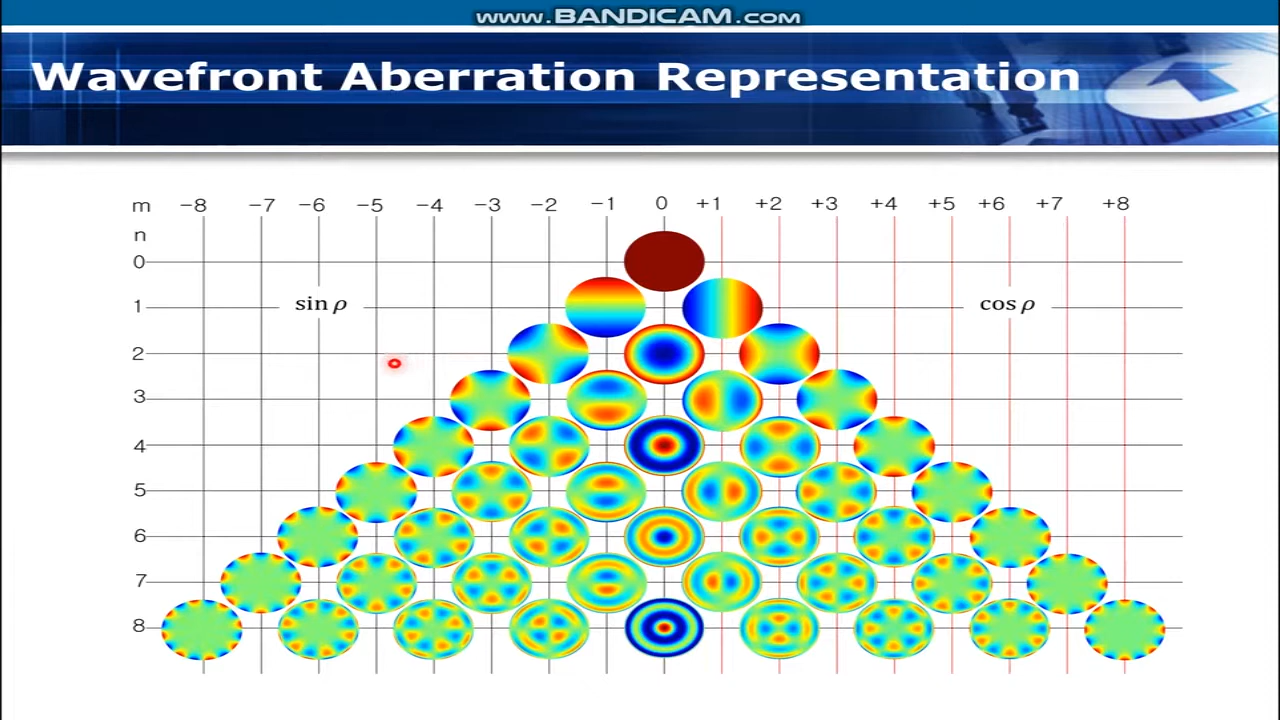 www.BANDICAM.com
Wavefront Aberration Representation
m −8 −7 −6 −5 −4 −3 −2 −1 0 +1 +2 +3 +4 +5 +6 +7 +8
n
0
1 sin ρ cos ρ
2
3
4
5
6
7
8